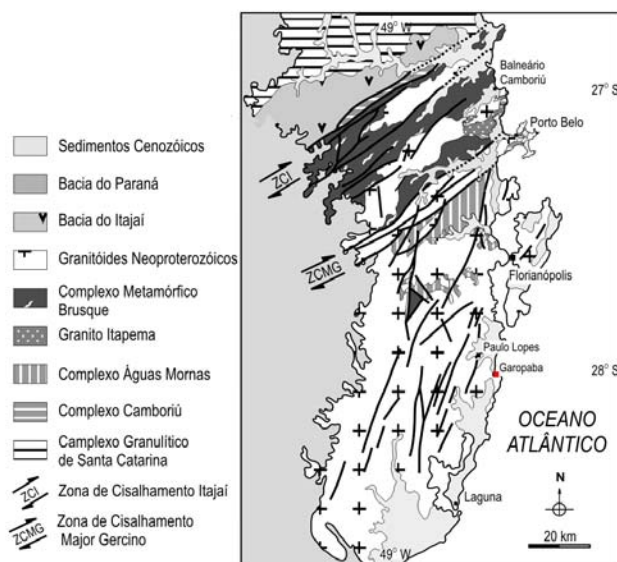 49° W
Balneário
Camboriú
27° S
Porto Belo
ZCI
ZCMG
Florianópolis
Paulo Lopes
Garopaba
28° S
OCEANO
ATLÂNTICO
Laguna
N
49° W
20 km
Sedimentos Cenozóicos
Bacia do Paraná
Bacia do Itajaí
Granitóides Neoproterozóicos
Complexo Metamórfico
Brusque
Granito Itapema
Complexo Águas Mornas
Complexo Camboriú
Camplexo Granulítico
de Santa Catarina
ZCI
Zona de Cisalhamento Itajaí
ZCMG
Zona de Cisalhamento
Major Gercino